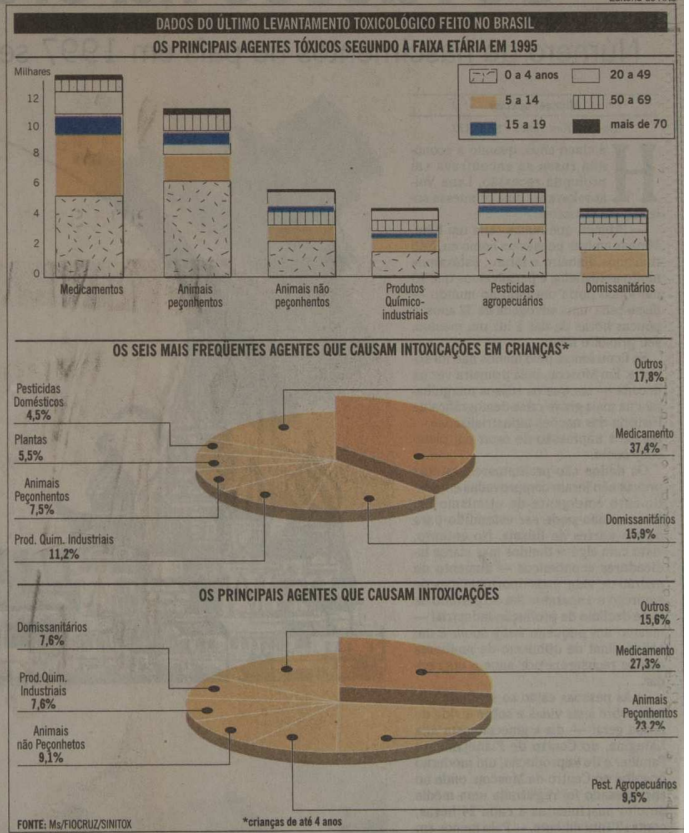 DADOS DO ÚLTIMO LEVANTAMENTO TOXICOLÓGICO FEITO NO BRASIL
OS PRINCIPAIS AGENTES TÓXICOS SEGUNDO A FAIXA ETÁRIA EM 1995
Milhares
12
10
8
6
4
2
0
0 a 4 anos
20 a 49
5 a 14
50 a 69
15 a 19
mais de 70
Medicamentos
Animais
peçonhentos
Animais não
peçonhentos
Produtos
Químico-
industriais
Pesticidas
agropecuários
Domissanitários
OS SEIS MAIS FREQÜENTES AGENTES QUE CAUSAM INTOXICAÇÕES EM CRIANÇAS*
Outros
17,8%
Pesticidas
Domésticos
4,5%
Medicamento
37,4%
Plantas
5,5%
Animais
Peçonhentos
7,5%
Domissanitários
15,9%
Prod. Quim. Industriais
11,2%
OS PRINCIPAIS AGENTES QUE CAUSAM INTOXICAÇÕES
Outros
15,6%
Domissanitários
7,6%
Medicamento
27,3%
Prod.Quim.
Industriais
7,6%
Animais
Peçonhentos
23,2%
Animais
não Peçonhetos
9,1%
Pest. Agropecuários
9,5%
FONTE: Ms/FIOCRUZ/SINITOX
*crianças de até 4 anos